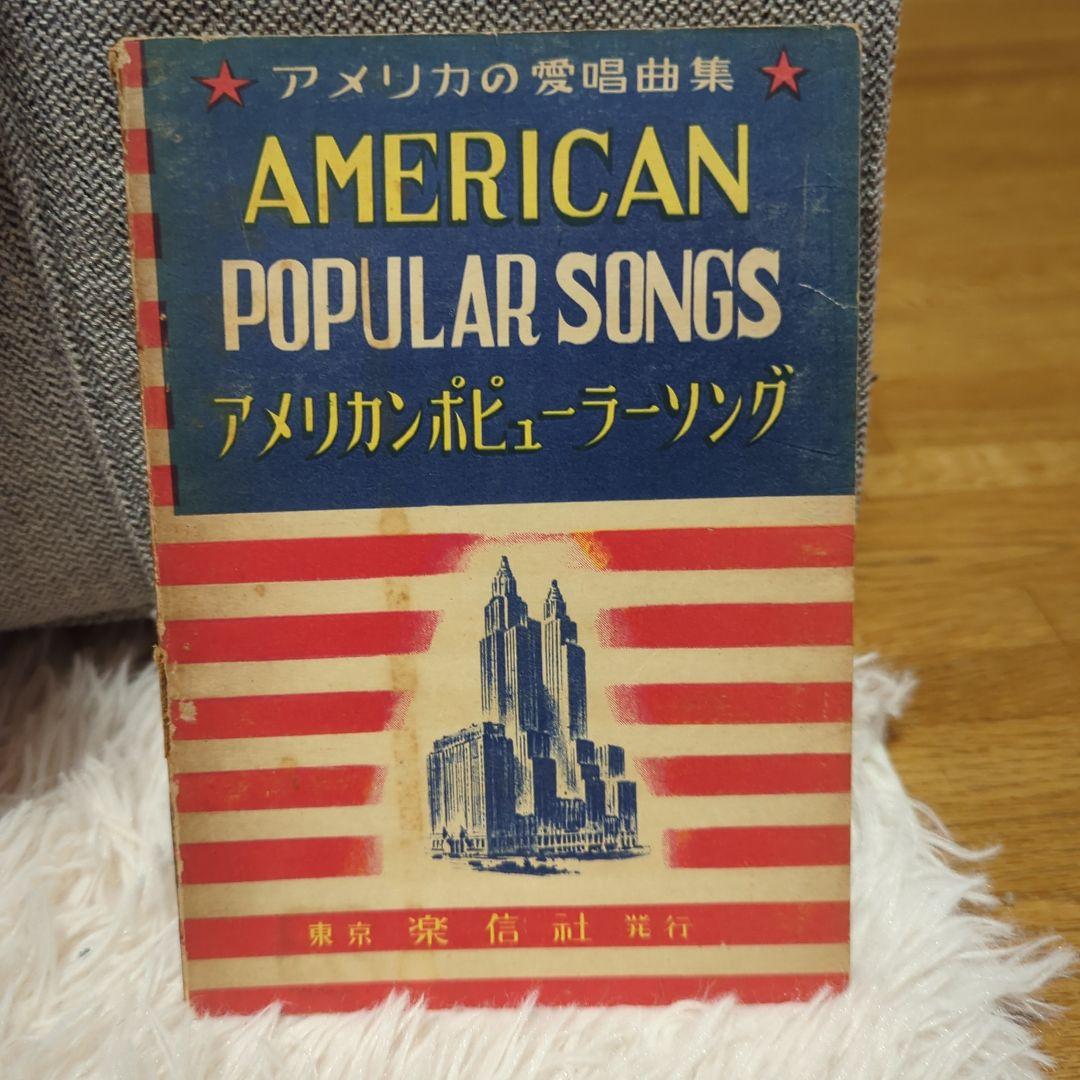 ★ アメリカの愛唱曲集 ★
AMERICAN
POPULAR SONGS
アメリカンポピューラーソング
東京 楽信社 発行